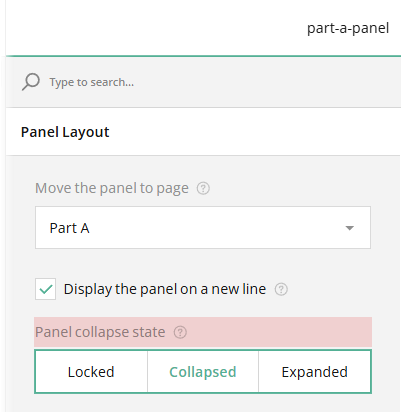 part-a-panel
Type to search...
Panel Layout
Move the panel to page ?
Part A
Display the panel on a new line ?
Panel collapse state ?
Locked Collapsed Expanded